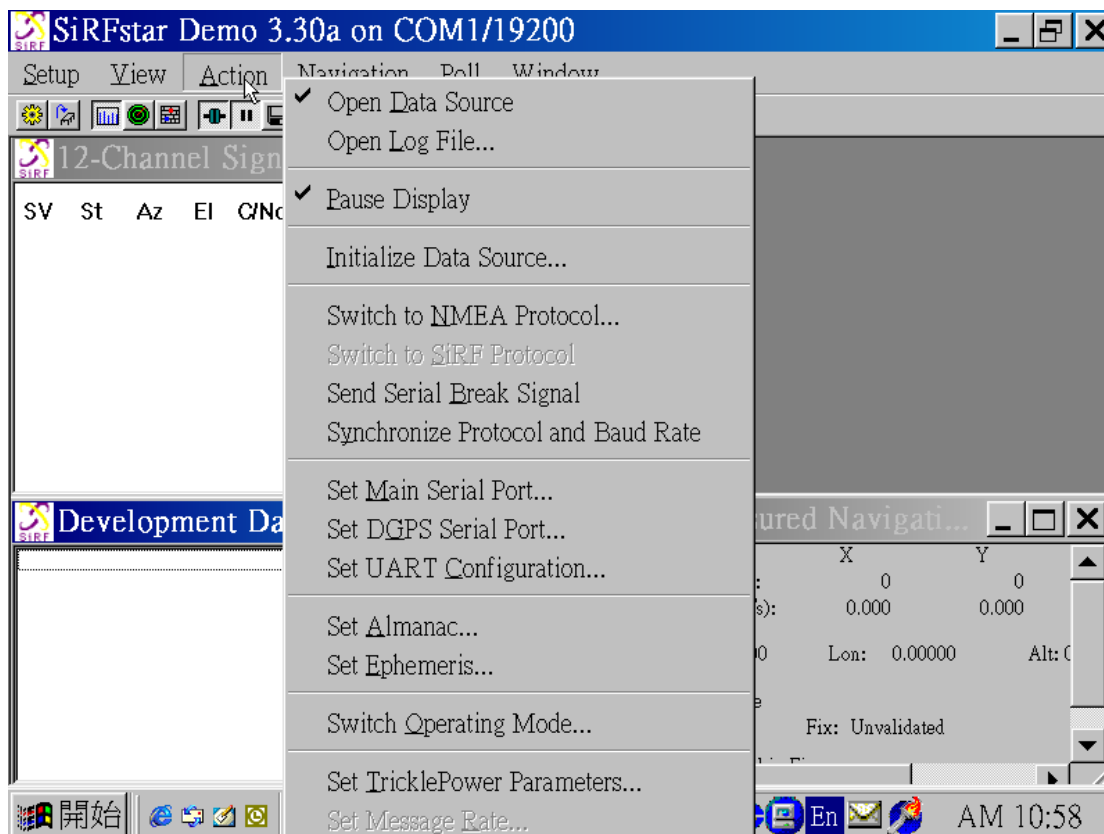 SiRFstar Demo 3.30a on COM1/19200
Setup View Action Navigation Poll Window
Open Data Source
Open Log File...
Pause Display
Initialize Data Source...
Switch to NMEA Protocol...
Switch to SiRF Protocol
Send Serial Break Signal
Synchronize Protocol and Baud Rate
Set Main Serial Port...
Set DGPS Serial Port...
Set UART Configuration...
Set Almanac...
Set Ephemeris...
Switch Operating Mode...
Set TricklePower Parameters...
Set Message Rate...
12-Channel Sign
SV St Az El C/No
Development Da
ured Navigati...
X Y
: 0 0
s): 0.000 0.000
00 Lon: 0.00000 Alt:
Fix: Unvalidated
開始
En
AM 10:58